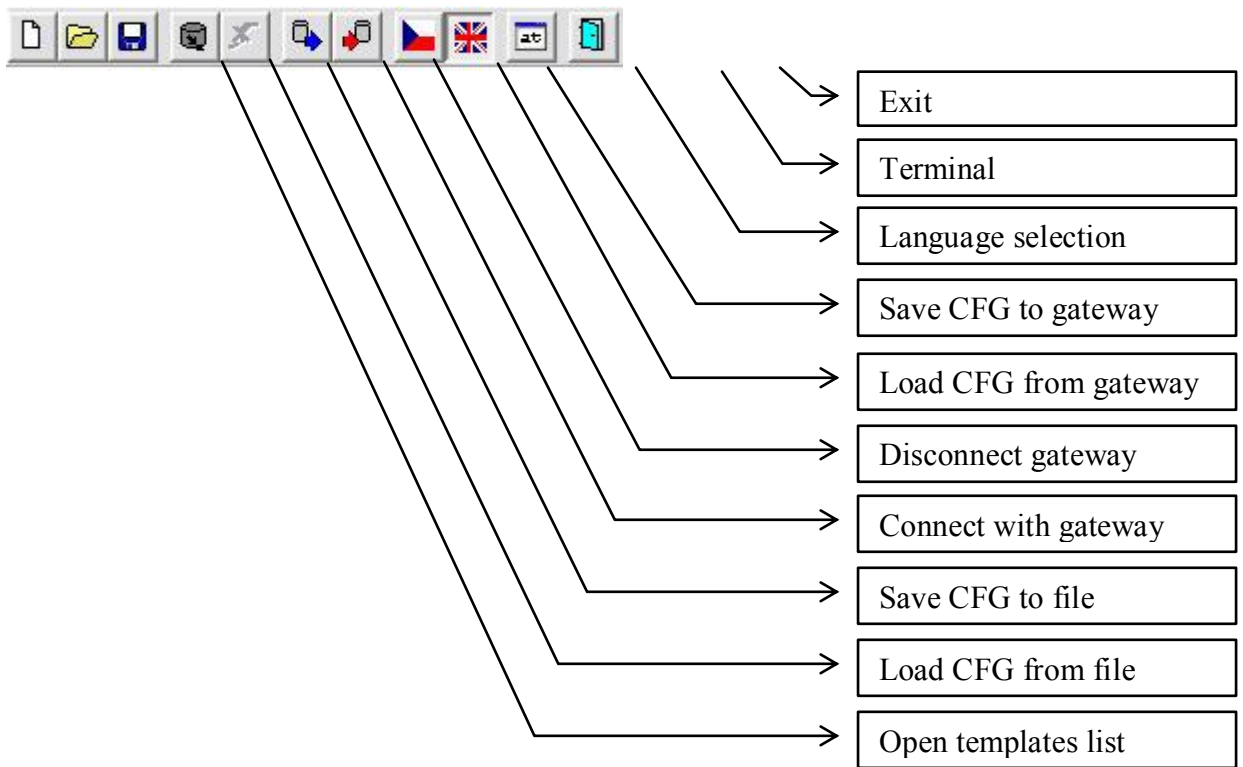 at
Exit
Terminal
Language selection
Save CFG to gateway
Load CFG from gateway
Disconnect gateway
Connect with gateway
Save CFG to file
Load CFG from file
Open templates list